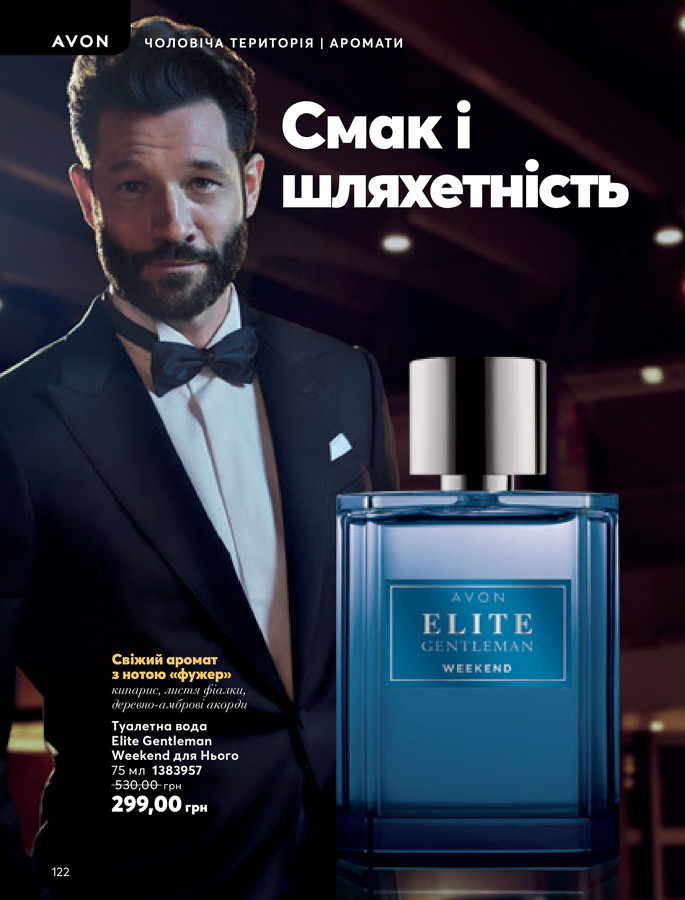 AVON
ЧОЛОВІЧА ТЕРИТОРІЯ | АРОМАТИ
Смак і
шляхетність
AVON
ELITE
GENTLEMAN
WEEKEND
Свіжий аромат
з нотою «фужер»
кипарис, листя фіалки,
деревно-амброві акорди
Туалетна вода
Elite Gentleman
Weekend для Нього
75 мл 1383957
530,00 грн
299,00 грн
122